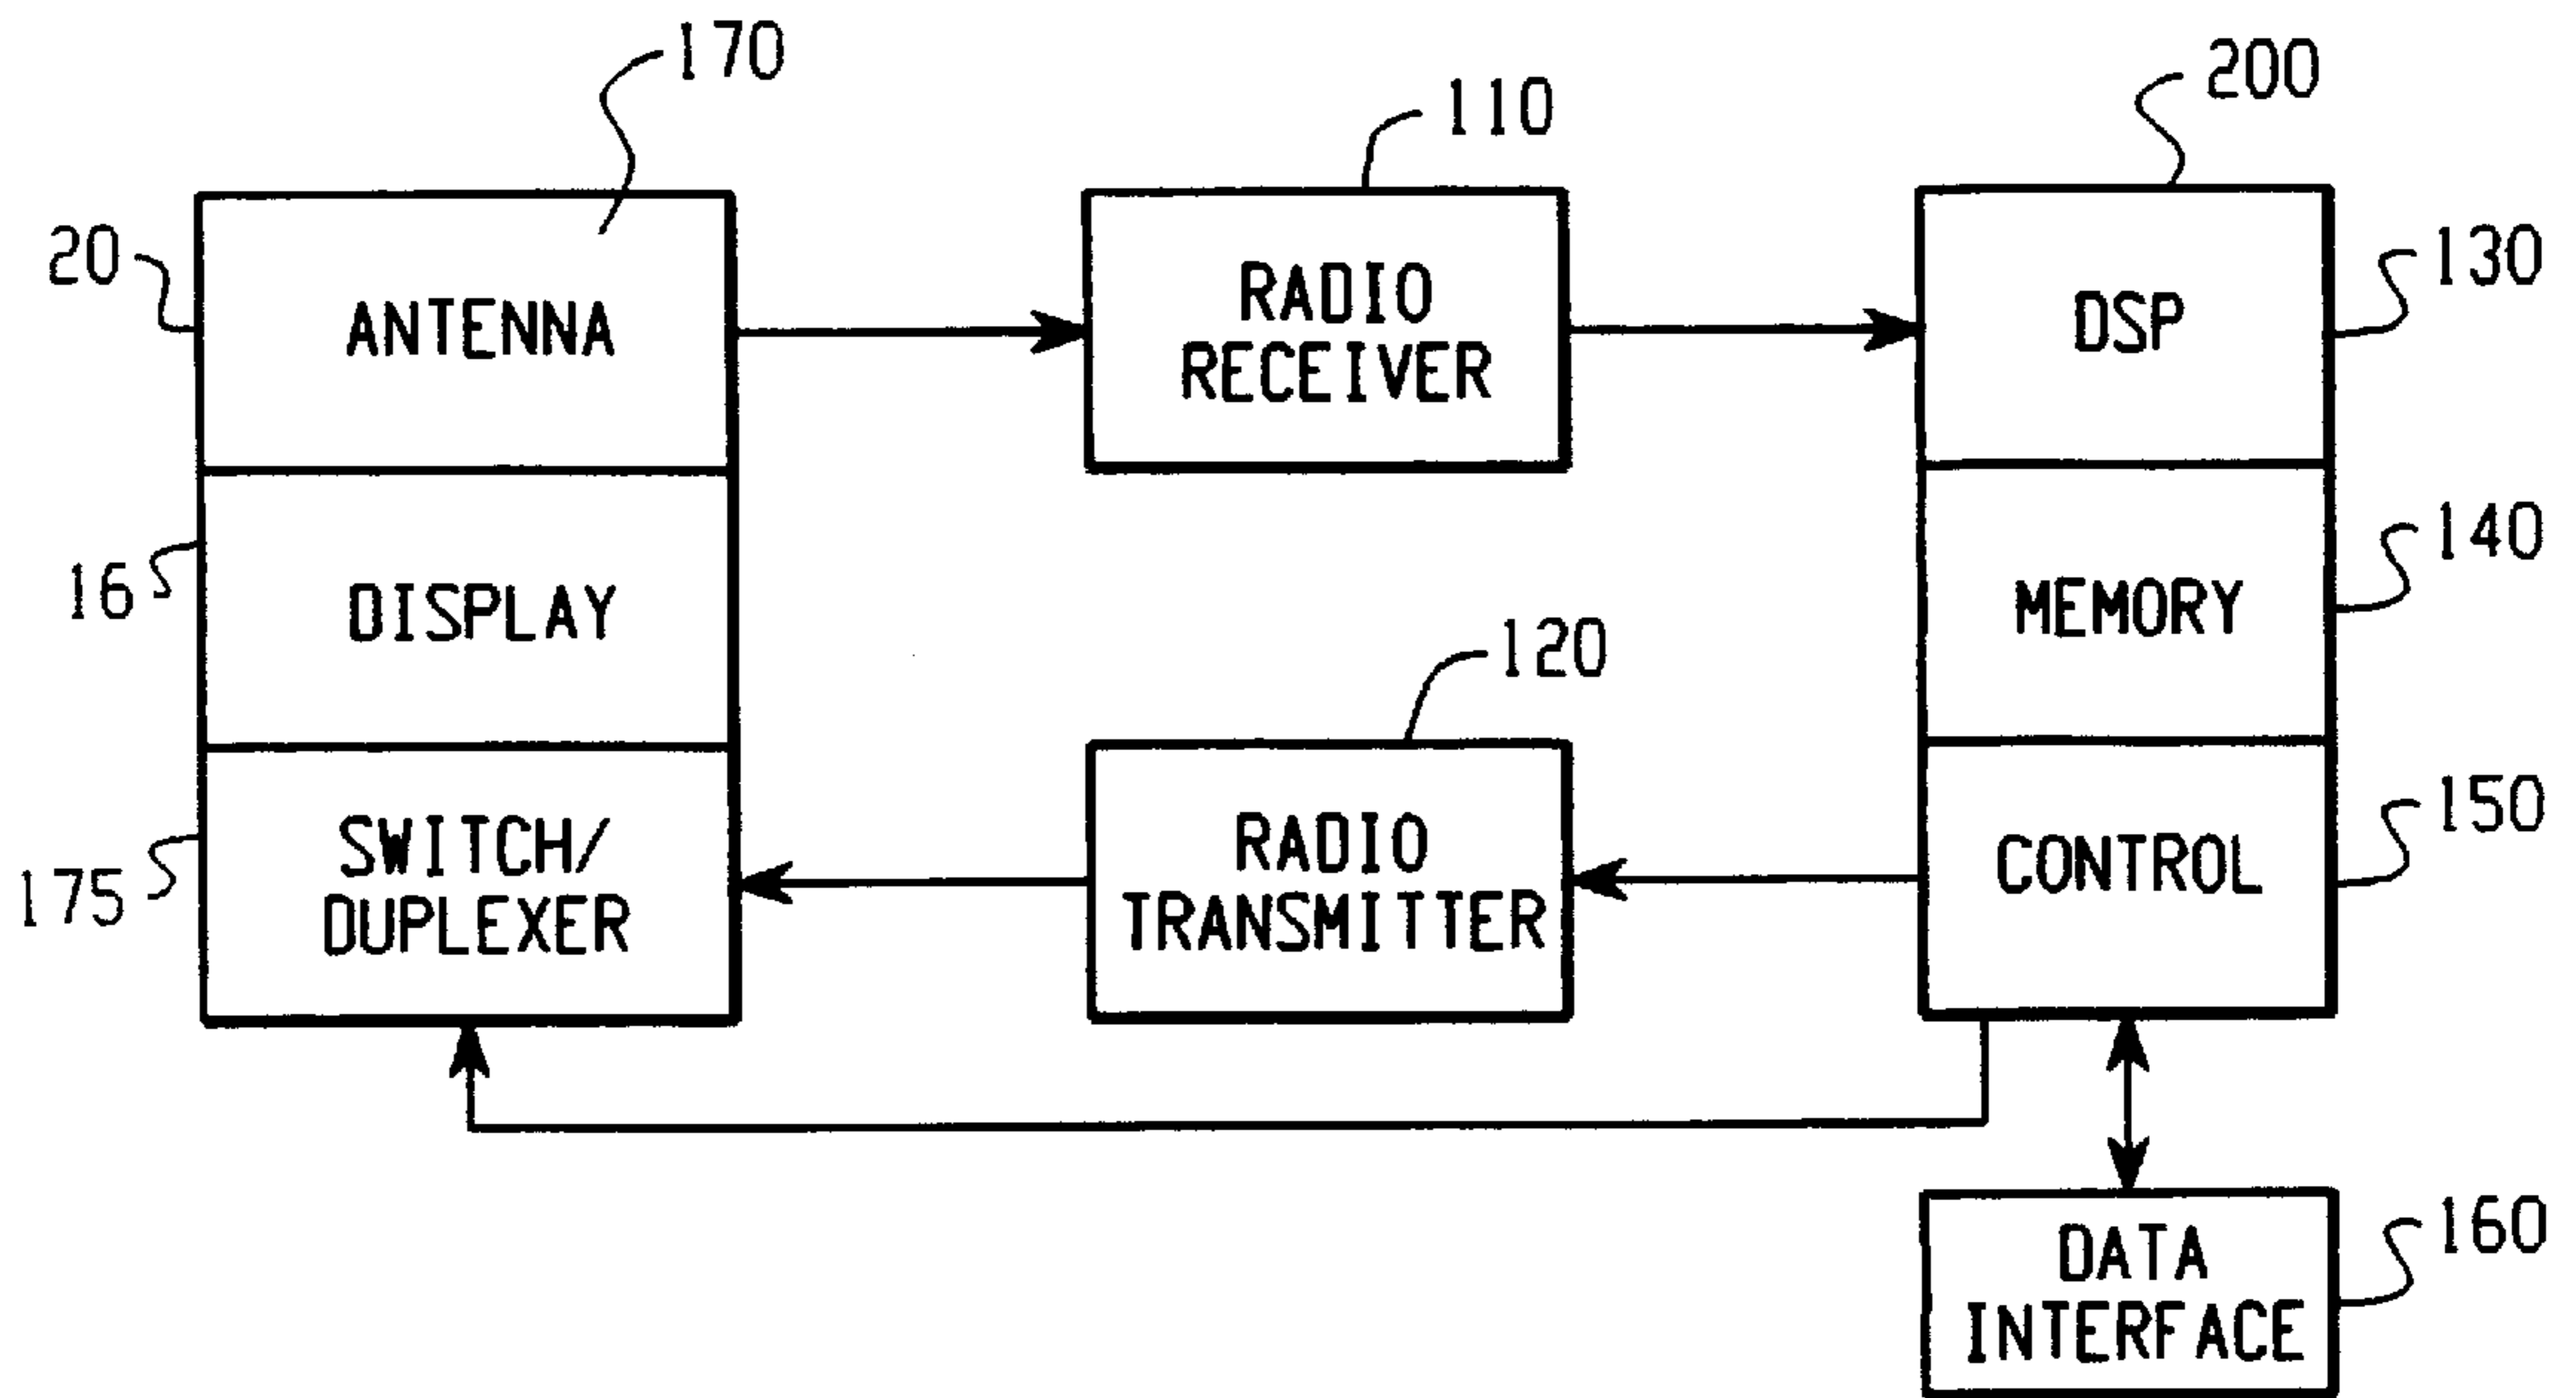 170
110
200
20
ANTENNA
RADIO
RECEIVER
DSP
130
16
DISPLAY
MEMORY
140
120
175
SWITCH/
DUPLEXER
RADIO
TRANSMITTER
CONTROL
150
DATA
INTERFACE
160